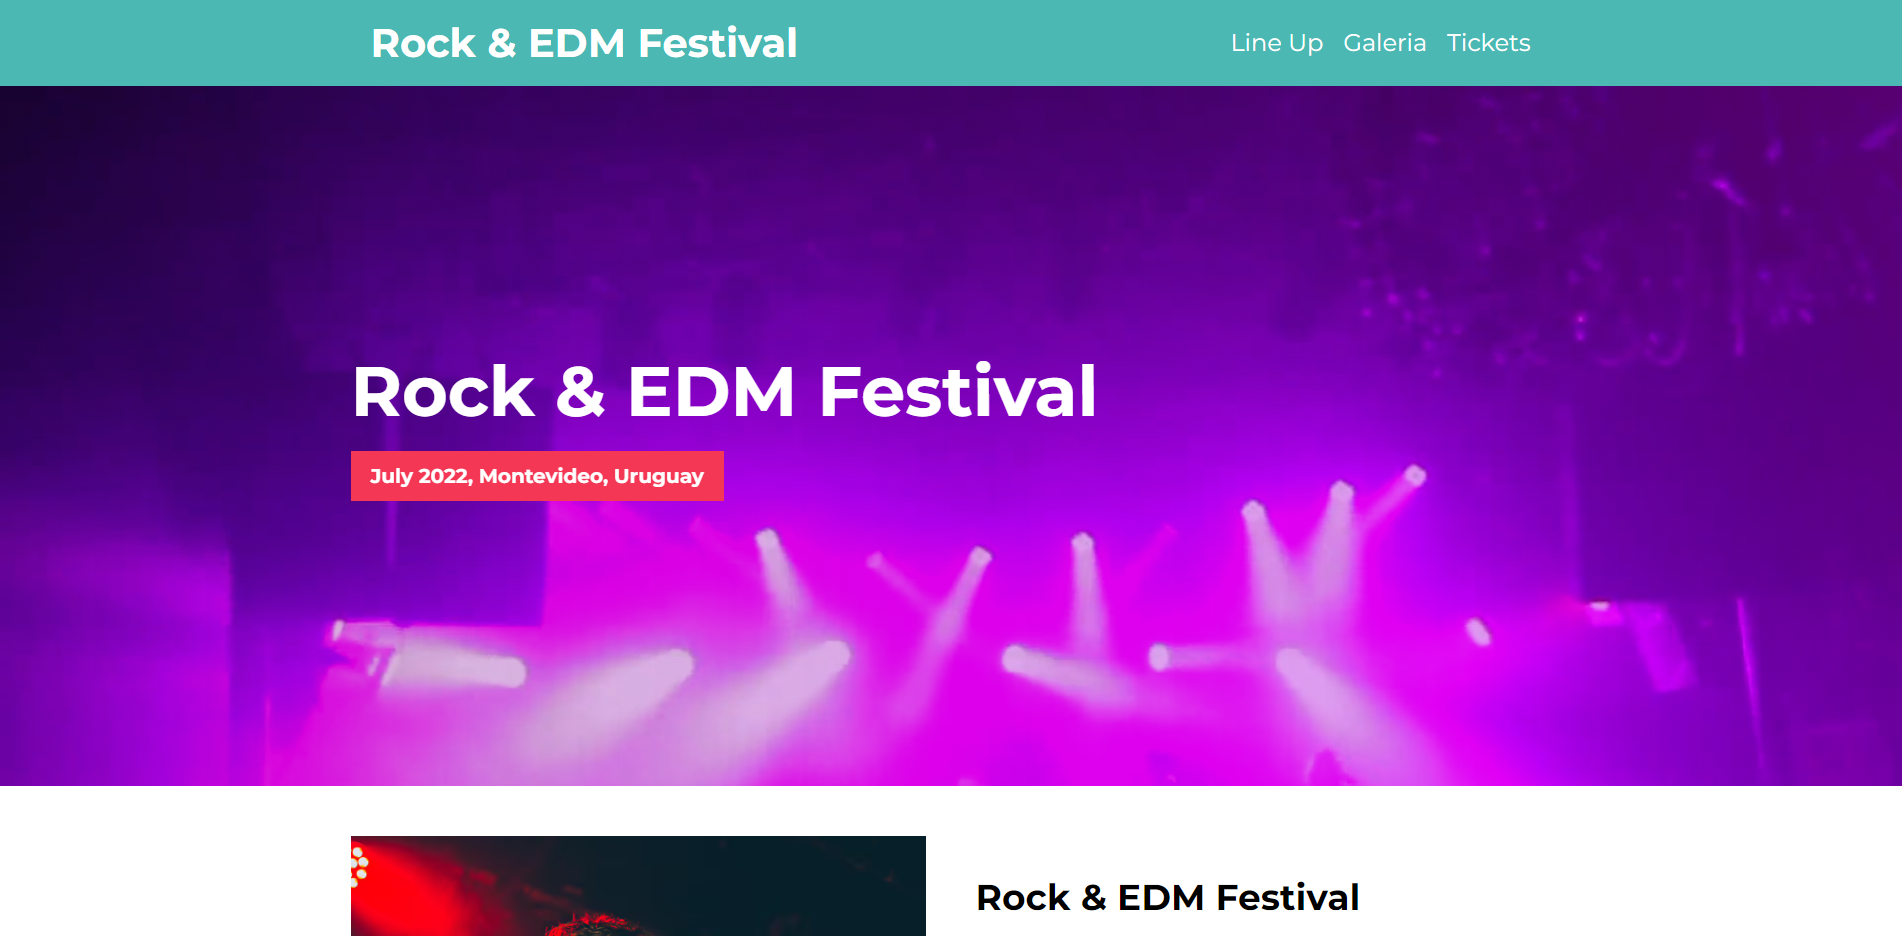 Rock & EDM Festival
Line Up Galeria Tickets
Rock & EDM Festival
July 2022, Montevideo, Uruguay
Rock & EDM Festival